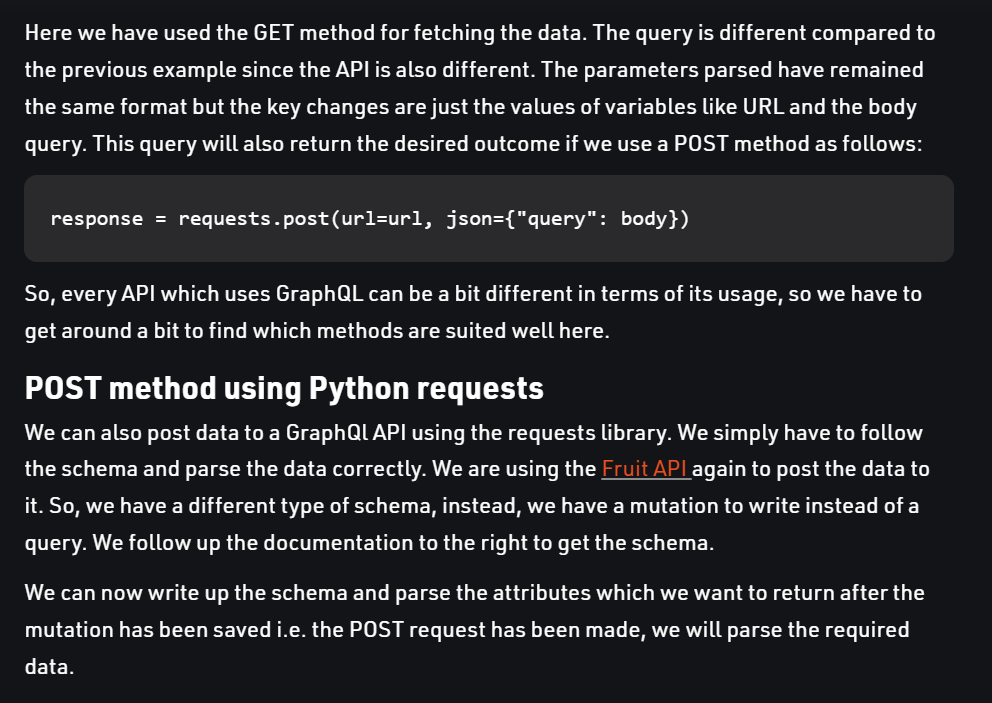 Here we have used the GET method for fetching the data. The query is different compared to
the previous example since the API is also different. The parameters parsed have remained
the same format but the key changes are just the values of variables like URL and the body
query. This query will also return the desired outcome if we use a POST method as follows:
response = requests.post(url=url, json={"query": body})
So, every API which uses GraphQL can be a bit different in terms of its usage, so we have to
get around a bit to find which methods are suited well here.
POST method using Python requests
We can also post data to a GraphQl API using the requests library. We simply have to follow
the schema and parse the data correctly. We are using the Fruit API again to post the data to
it. So, we have a different type of schema, instead, we have a mutation to write instead of a
query. We follow up the documentation to the right to get the schema.
We can now write up the schema and parse the attributes which we want to return after the
mutation has been saved i.e. the POST request has been made, we will parse the required
data.